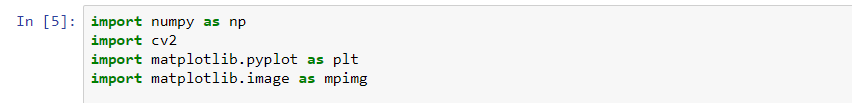 In [5]: import numpy as np
import cv2
import matplotlib.pyplot as plt
import matplotlib.image as mpimg